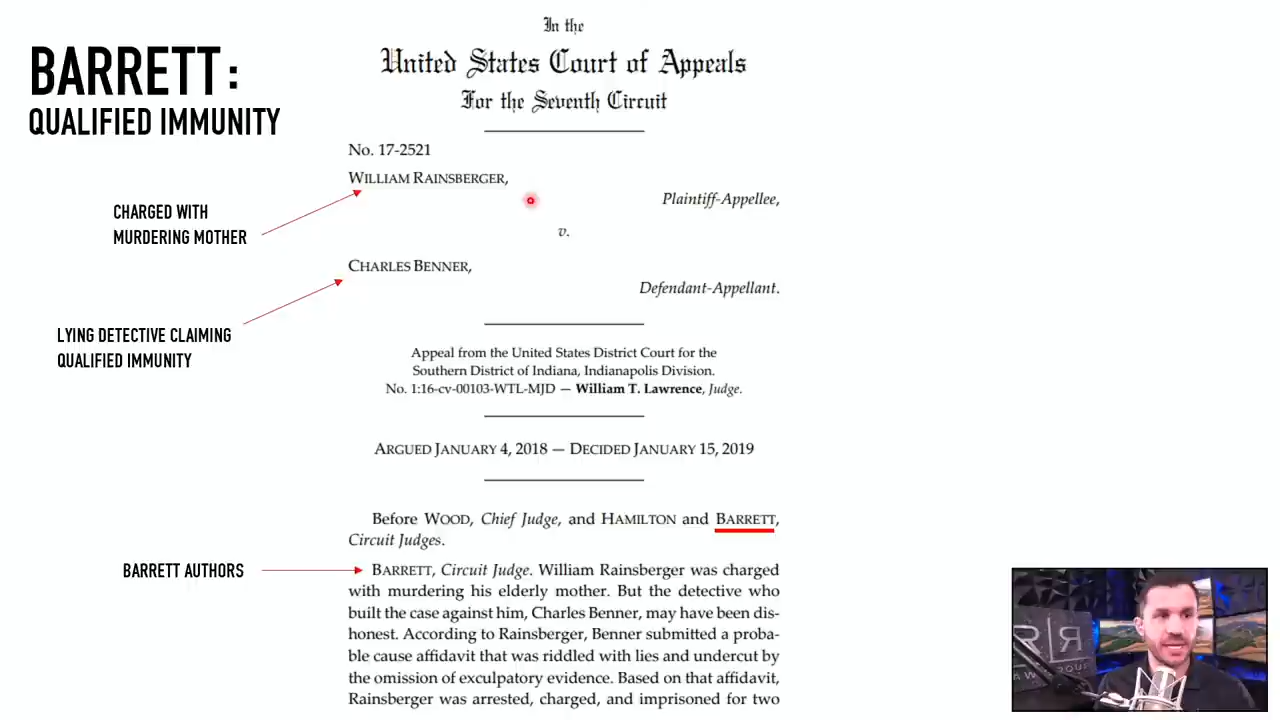 BARRETT:
QUALIFIED IMMUNITY
In the
United States Court of Appeals
For the Seventh Circuit
No. 17-2521
WILLIAM RAINSBERGER,
Plaintiff-Appellee,
v.
CHARLES BENNER,
Defendant-Appellant.
CHARGED WITH
MURDERING MOTHER
LYING DETECTIVE CLAIMING
QUALIFIED IMMUNITY
Appeal from the United States District Court for the
Southern District of Indiana, Indianapolis Division.
No. 1:16-cv-00103-WTL-MJD — William T. Lawrence, Judge.
ARGUED JANUARY 4, 2018 — DECIDED JANUARY 15, 2019
Before WOOD, Chief Judge, and HAMILTON and BARRETT,
Circuit Judges.
BARRETT AUTHORS
BARRETT, Circuit Judge. William Rainsberger was charged
with murdering his elderly mother. But the detective who
built the case against him, Charles Benner, may have been dis-
honest. According to Rainsberger, Benner submitted a proba-
ble cause affidavit that was riddled with lies and undercut by
the omission of exculpatory evidence. Based on that affidavit,
Rainsberger was arrested, charged, and imprisoned for two